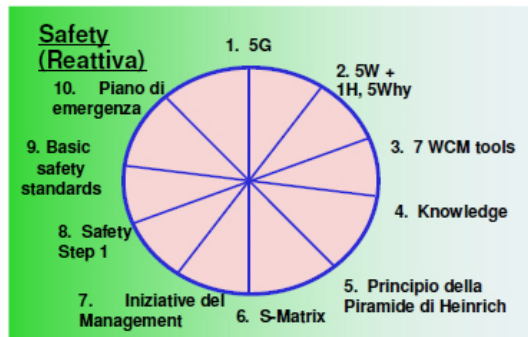 Safety
(Reattiva)
1. 5G
2. 5W +
1H, 5Why
3. 7 WCM tools
4. Knowledge
5. Principio della
Piramide di Heinrich
6. S-Matrix
7. Iniziative del
Management
8. Safety
Step 1
9. Basic
safety
standards
10. Piano di
emergenza